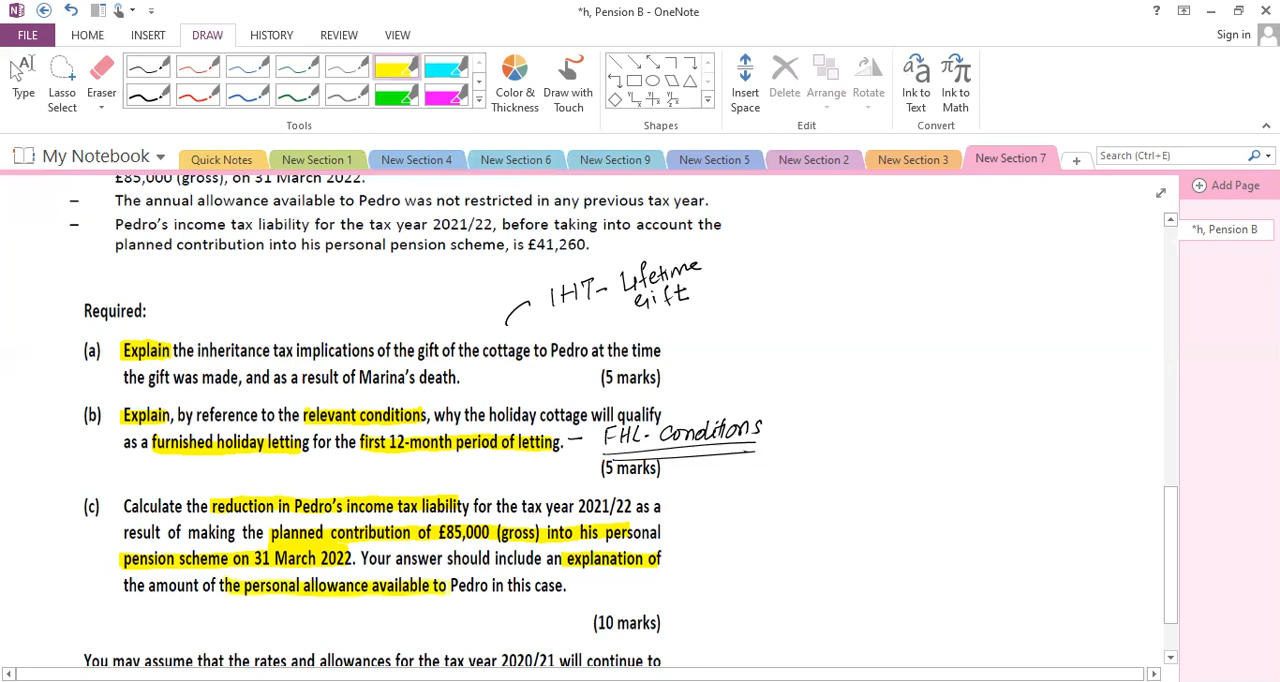 *h, Pension B - OneNote
Sign in
FILE HOME INSERT DRAW HISTORY REVIEW VIEW
Type Lasso Select Eraser Color & Thickness Draw with Touch Insert Space Delete Arrange Rotate Ink to Text Ink to Math
Tools Shapes Edit Convert
My Notebook Quick Notes New Section 1 New Section 4 New Section 6 New Section 9 New Section 5 New Section 2 New Section 3 New Section 7 Search (Ctrl+E)
Add Page
*h, Pension B
£85,000 (gross), on 31 March 2022.
– The annual allowance available to Pedro was not restricted in any previous tax year.
– Pedro's income tax liability for the tax year 2021/22, before taking into account the
planned contribution into his personal pension scheme, is £41,260.
IHT - Lifetime
Gift
Required:
(a) Explain the inheritance tax implications of the gift of the cottage to Pedro at the time
the gift was made, and as a result of Marina's death. (5 marks)
(b) Explain, by reference to the relevant conditions, why the holiday cottage will qualify
as a furnished holiday letting for the first 12-month period of letting. - FHL - Conditions
(5 marks)
(c) Calculate the reduction in Pedro's income tax liability for the tax year 2021/22 as a
result of making the planned contribution of £85,000 (gross) into his personal
pension scheme on 31 March 2022. Your answer should include an explanation of
the amount of the personal allowance available to Pedro in this case.
(10 marks)
You may assume that the rates and allowances for the tax year 2020/21 will continue to